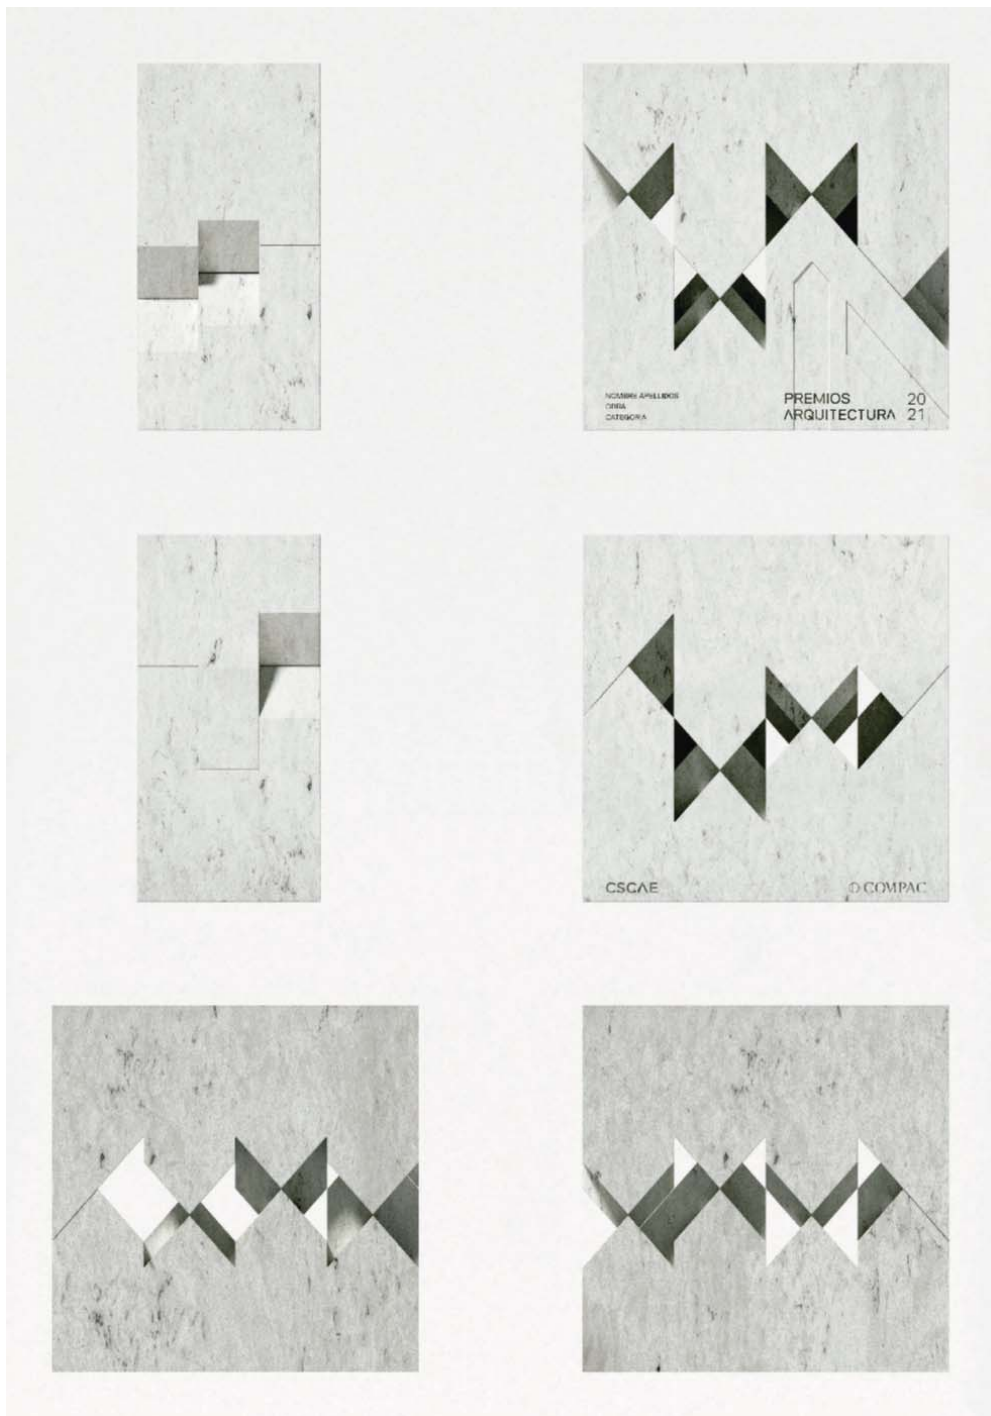 NOMBRE APELLIDOS
OBRA
CATEGORIA
PREMIOS 20
ARQUITECTURA 21
CSCAE
COMPAC